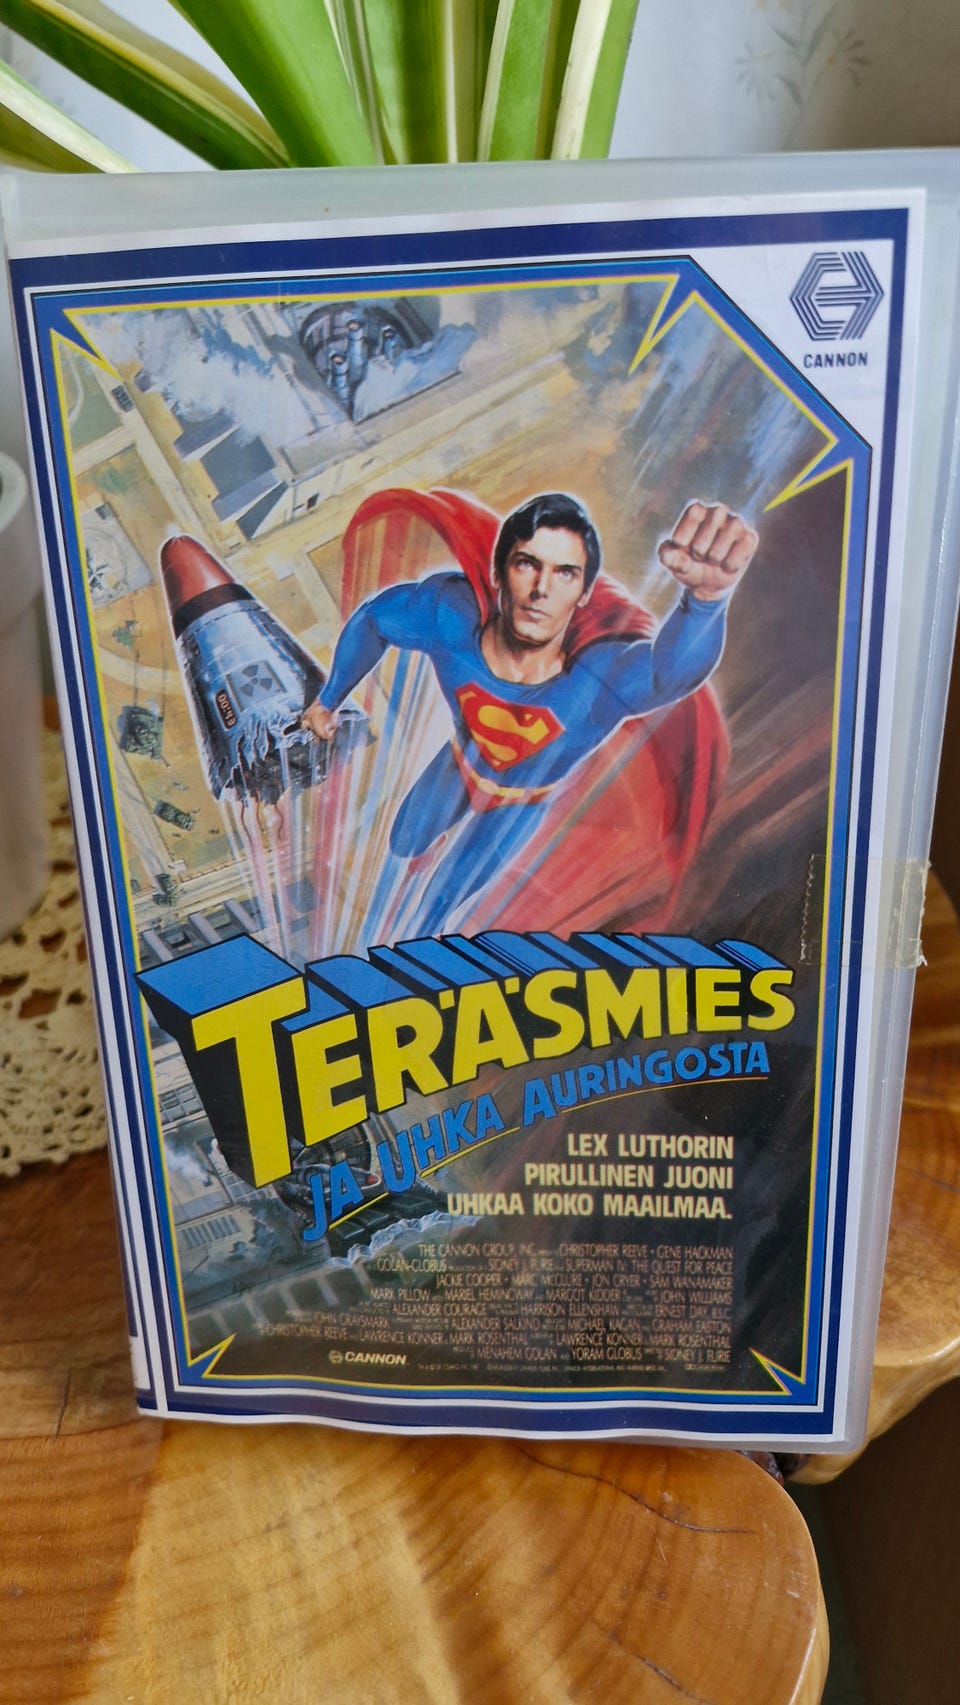 CANNON
TERÄSMIES
JA UHKA AURINGOSTA
LEX LUTHORIN
PIRULLINEN JUONI
UHKAA KOKO MAAILMAA.
THE CANNON GROUP, INC. CHRISTOPHER REEVE • GENE HACKMAN
GOLAN-GLOBUS SIDNEY J. FURIE SUPERMAN IV: THE QUEST FOR PEACE
JACKIE COOPER • MARC McCLURE • JON CRYER • SAM WANAMAKER
MARK PILLOW MARIEL HEMINGWAY MARGOT KIDDER JOHN WILLIAMS
ALEXANDER COURAGE HARRISON ELLENSHAW ERNEST DAY, B.S.C.
JOHN GRAYSMARK ALEXANDER SALKIND MICHAEL KAGAN GRAHAM EASTON
CHRISTOPHER REEVE LAWRENCE KONNER MARK ROSENTHAL LAWRENCE KONNER MARK ROSENTHAL
MENAHEM GOLAN YORAM GLOBUS SIDNEY J. FURIE
CANNON